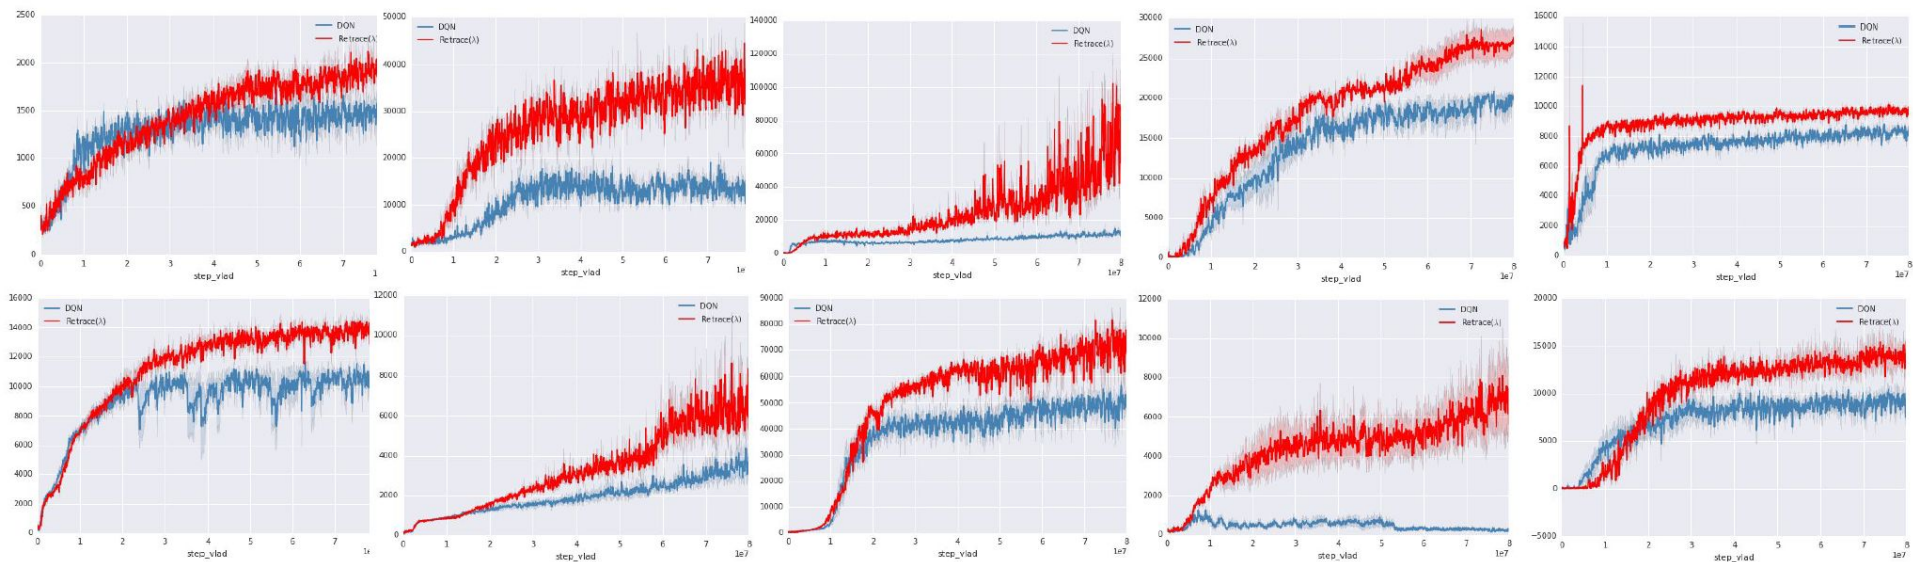 2500
2000
1500
1000
500
0
0 1 2 3 4 5 6 7
1
step_vlad
DQN
Retrace(λ)
50000
40000
30000
20000
10000
0
0 1 2 3 4 5 6 7
1e
step_vlad
DQN
Retrace(λ)
140000
120000
100000
80000
60000
40000
20000
0
0 1 2 3 4 5 6 7 8
1e7
step_vlad
DQN
Retrace(λ)
30000
25000
20000
15000
10000
5000
0
0 1 2 3 4 5 6 7 8
1e7
step_vlad
DQN
Retrace(λ)
16000
14000
12000
10000
8000
6000
4000
2000
0
0 1 2 3 4 5 6 7 8
1e7
step_vlad
DQN
Retrace(λ)
16000
14000
12000
10000
8000
6000
4000
2000
0
0 1 2 3 4 5 6 7
step_vlad
DQN
Retrace(λ)
12000
10000
8000
6000
4000
2000
0
0 1 2 3 4 5 6 7 8
1e7
step_vlad
DQN
Retrace(λ)
90000
80000
70000
60000
50000
40000
30000
20000
10000
0
0 1 2 3 4 5 6 7 8
1e7
step_vlad
DQN
Retrace(λ)
12000
10000
8000
6000
4000
2000
0
0 1 2 3 4 5 6 7 8
1e7
step_vlad
DQN
Retrace(λ)
20000
15000
10000
5000
0
−5000
0 1 2 3 4 5 6 7 8
1e7
step_vlad
DQN
Retrace(λ)